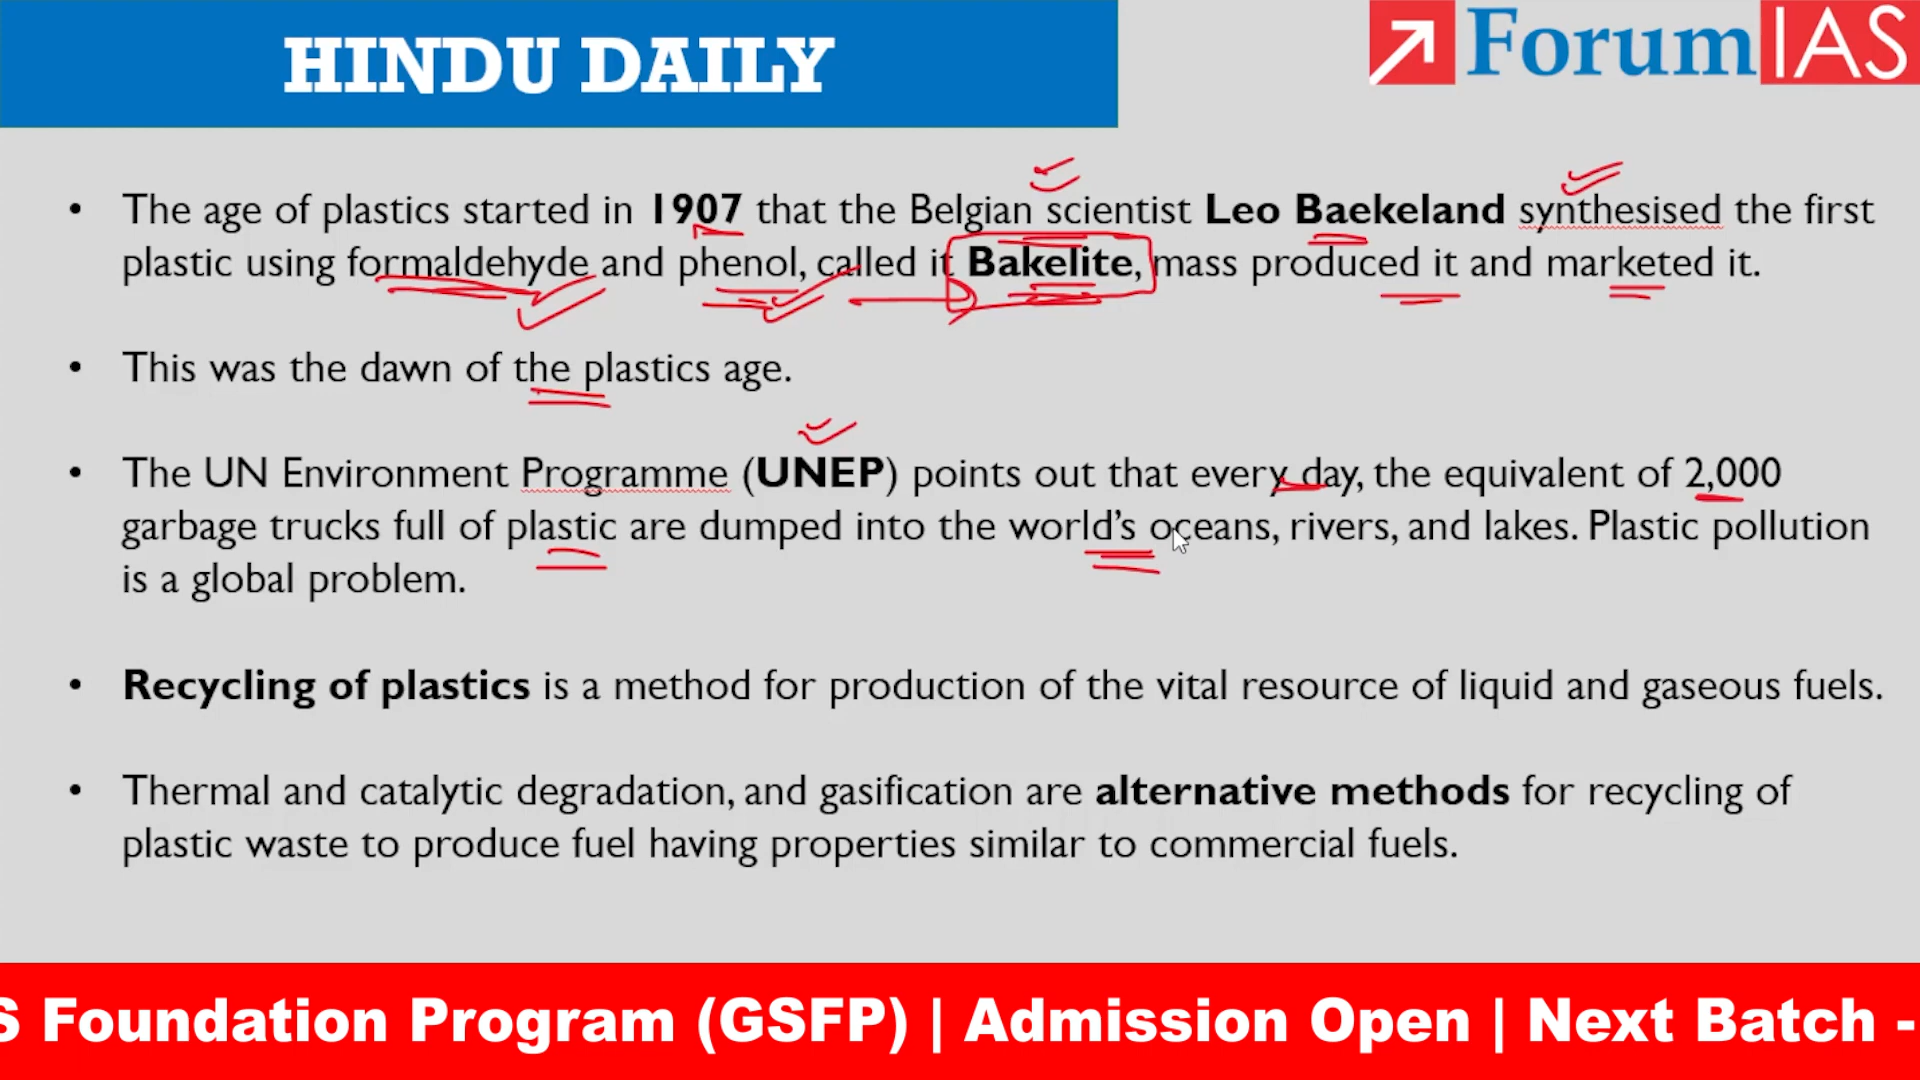 HINDU DAILY
Forum IAS
• The age of plastics started in 1907 that the Belgian scientist Leo Baekeland synthesised the first
plastic using formaldehyde and phenol, called it Bakelite, mass produced it and marketed it.
• This was the dawn of the plastics age.
• The UN Environment Programme (UNEP) points out that every day, the equivalent of 2,000
garbage trucks full of plastic are dumped into the world's oceans, rivers, and lakes. Plastic pollution
is a global problem.
• Recycling of plastics is a method for production of the vital resource of liquid and gaseous fuels.
• Thermal and catalytic degradation, and gasification are alternative methods for recycling of
plastic waste to produce fuel having properties similar to commercial fuels.
S Foundation Program (GSFP) | Admission Open | Next Batch -